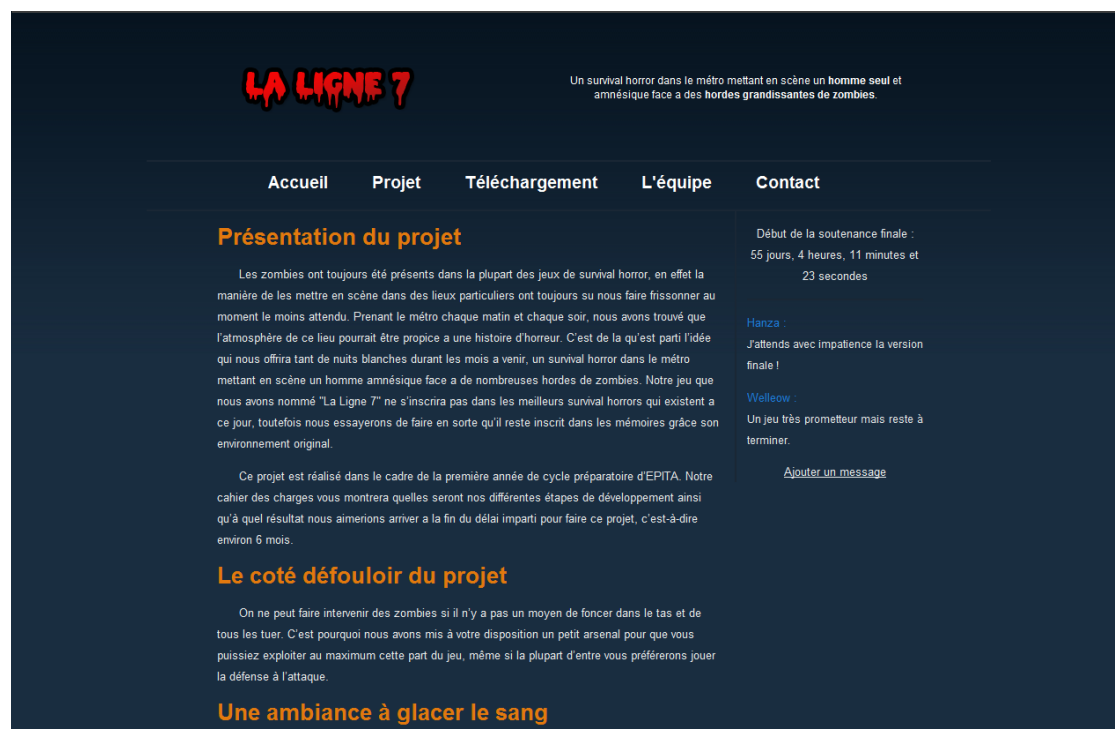 LA LIGNE 7
Un survival horror dans le métro mettant en scène un homme seul et
amnésique face a des hordes grandissantes de zombies.
Accueil Projet Téléchargement L'équipe Contact
Présentation du projet
Les zombies ont toujours été présents dans la plupart des jeux de survival horror, en effet la
manière de les mettre en scène dans des lieux particuliers ont toujours su nous faire frissonner au
moment le moins attendu. Prenant le métro chaque matin et chaque soir, nous avons trouvé que
l'atmosphère de ce lieu pourrait être propice a une histoire d'horreur. C'est de la qu'est parti l'idée
qui nous offrira tant de nuits blanches durant les mois a venir, un survival horror dans le métro
mettant en scène un homme amnésique face a de nombreuses hordes de zombies. Notre jeu que
nous avons nommé "La Ligne 7" ne s'inscrira pas dans les meilleurs survival horrors qui existent a
ce jour, toutefois nous essayerons de faire en sorte qu'il reste inscrit dans les mémoires grâce son
environnement original.
Ce projet est réalisé dans le cadre de la première année de cycle préparatoire d'EPITA. Notre
cahier des charges vous montrera quelles seront nos différentes étapes de développement ainsi
qu'à quel résultat nous aimerions arriver a la fin du délai imparti pour faire ce projet, c'est-à-dire
environ 6 mois.
Le coté défouloir du projet
On ne peut faire intervenir des zombies si il n'y a pas un moyen de foncer dans le tas et de
tous les tuer. C'est pourquoi nous avons mis à votre disposition un petit arsenal pour que vous
puissiez exploiter au maximum cette part du jeu, même si la plupart d'entre vous préférerons jouer
la défense à l'attaque.
Une ambiance à glacer le sang
Début de la soutenance finale :
55 jours, 4 heures, 11 minutes et
23 secondes
Hanza :
J'attends avec impatience la version
finale !
Welleow :
Un jeu très prometteur mais reste à
terminer.
Ajouter un message